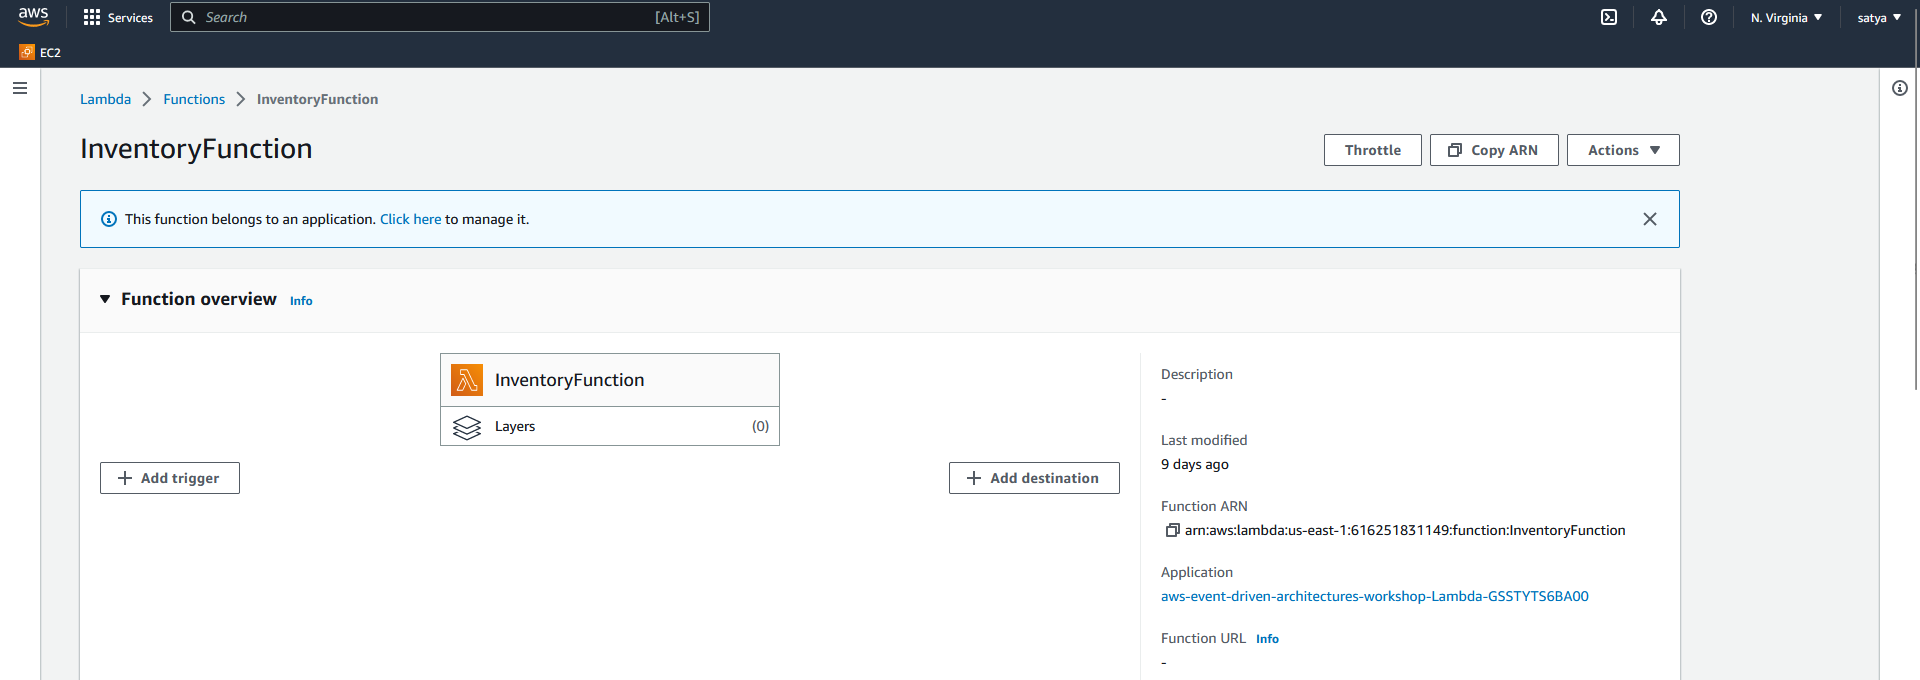 aws Services Search [Alt+S] N. Virginia satya
EC2
Lambda Functions InventoryFunction
InventoryFunction
Throttle Copy ARN Actions
This function belongs to an application. Click here to manage it.
Function overview Info
InventoryFunction
Layers (0)
+ Add trigger
+ Add destination
Description
-
Last modified
9 days ago
Function ARN
arn:aws:lambda:us-east-1:616251831149:function:InventoryFunction
Application
aws-event-driven-architectures-workshop-Lambda-GSSTYTS6BA00
Function URL Info
-